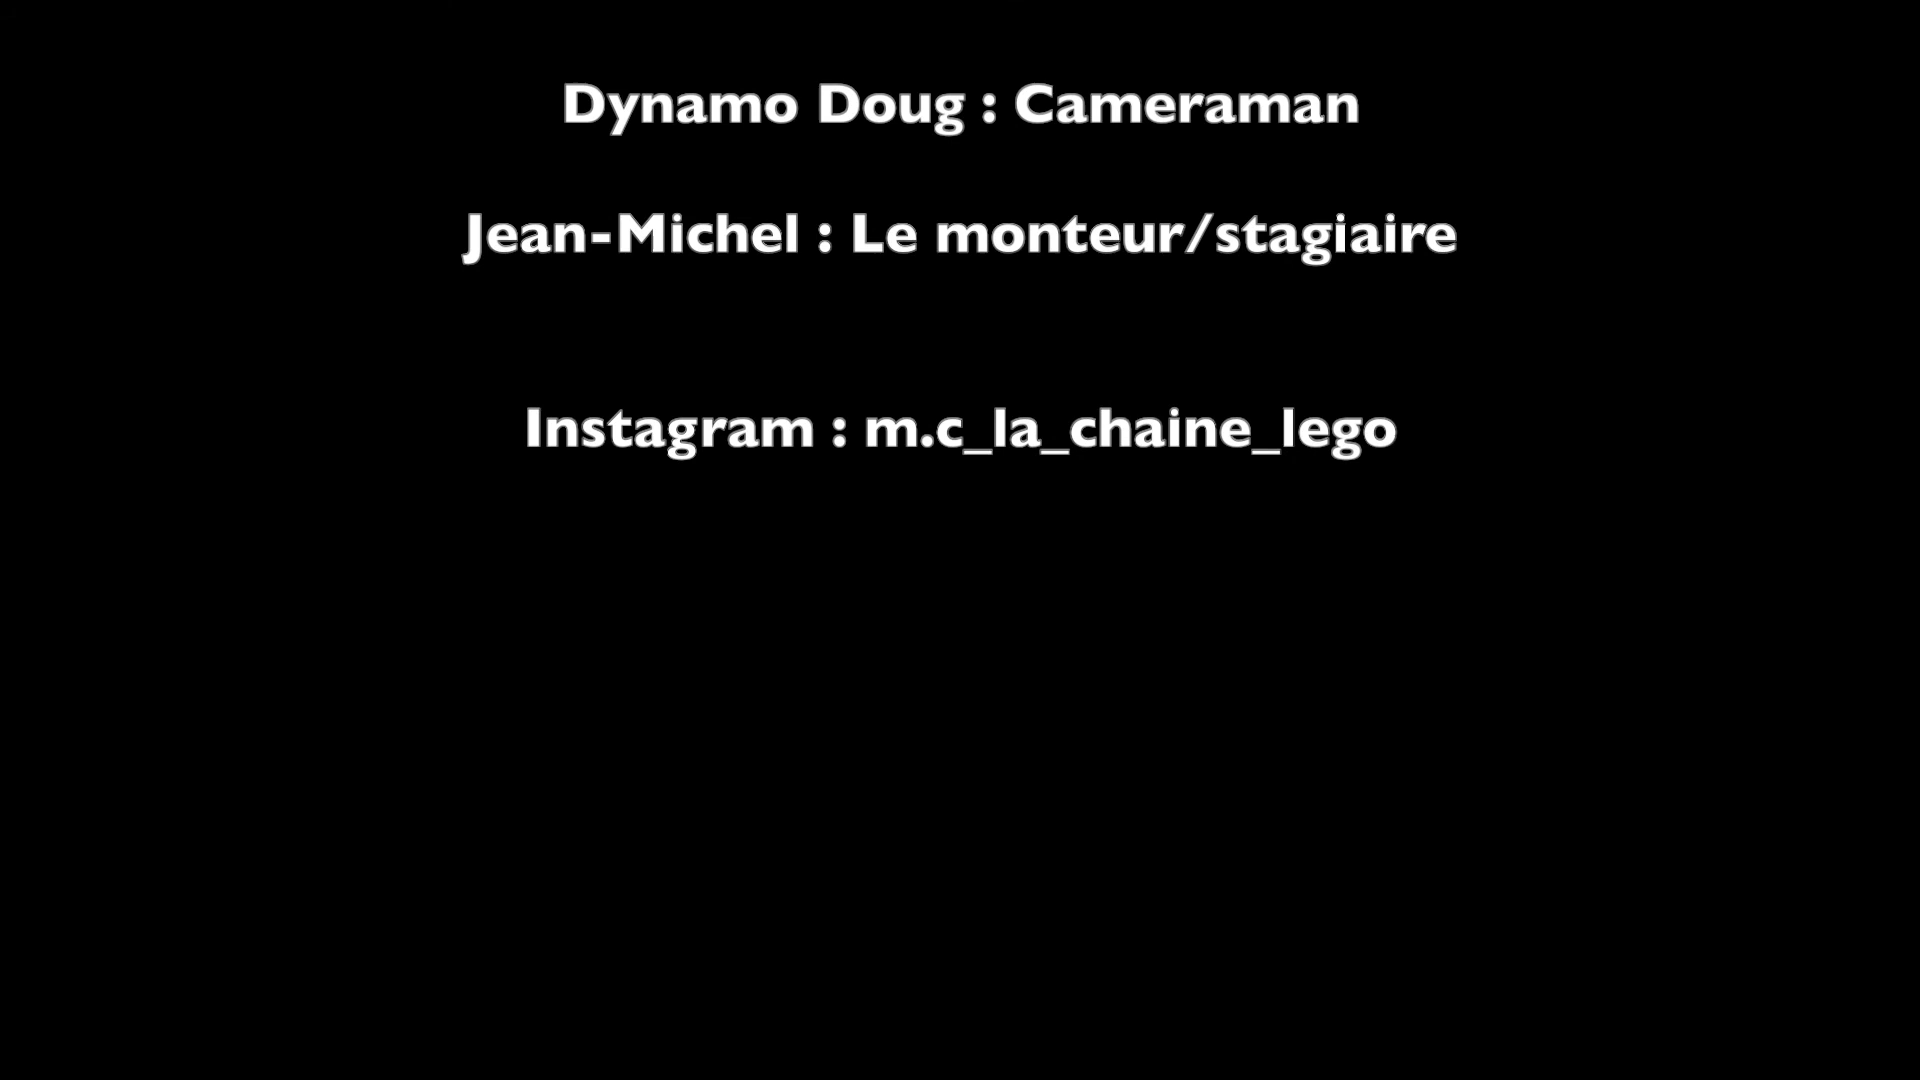 Dynamo Doug : Cameraman
Jean-Michel : Le monteur/stagiaire
Instagram : m.c_la_chaine_lego